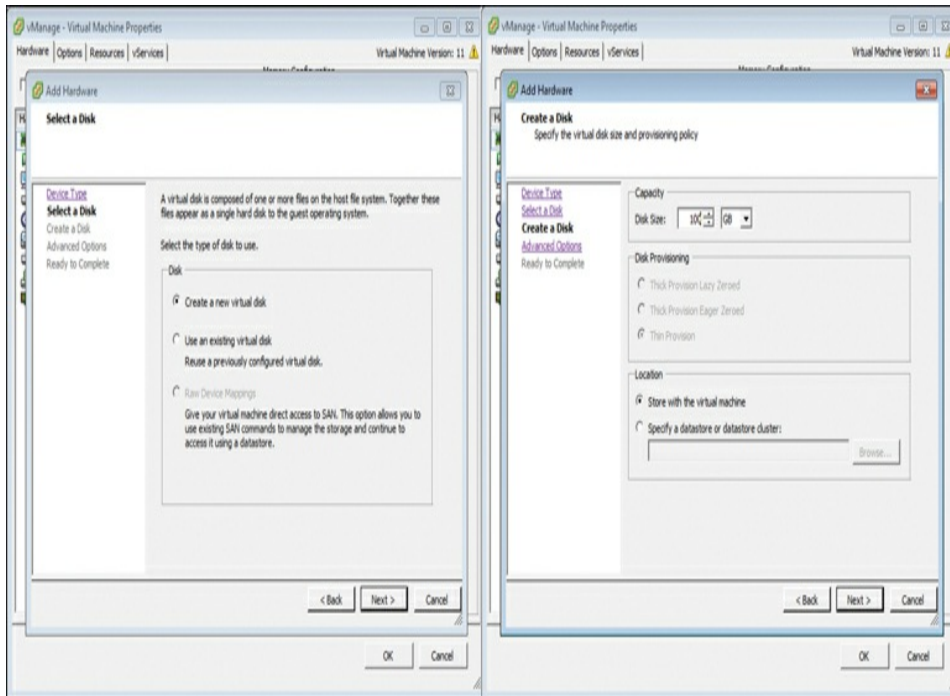 vManage - Virtual Machine Properties
Hardware Options Resources vServices
Virtual Machine Version: 11
Add Hardware
Select a Disk
Device Type
Select a Disk
Create a Disk
Advanced Options
Ready to Complete
A virtual disk is composed of one or more files on the host file system. Together these
files appear as a single hard disk to the guest operating system.
Select the type of disk to use.
Disk
Create a new virtual disk
Use an existing virtual disk
Reuse a previously configured virtual disk.
Raw Device Mappings
Give your virtual machine direct access to SAN. This option allows you to
use existing SAN commands to manage the storage and continue to
access it using a datastore.
< Back Next > Cancel
OK Cancel
vManage - Virtual Machine Properties
Hardware Options Resources vServices
Virtual Machine Version: 11
Add Hardware
Create a Disk
Specify the virtual disk size and provisioning policy
Device Type
Select a Disk
Create a Disk
Advanced Options
Ready to Complete
Capacity
Disk Size: GB
Disk Provisioning
Thick Provision Lazy Zeroed
Thick Provision Eager Zeroed
Thin Provision
Location
Store with the virtual machine
Specify a datastore or datastore cluster:
Browse...
< Back Next > Cancel
OK Cancel